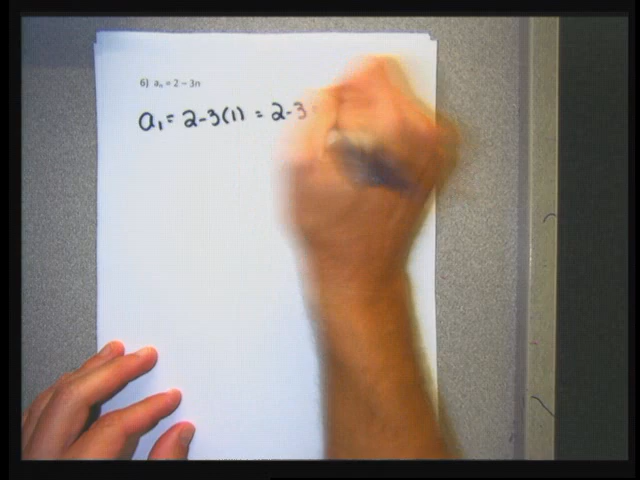 6) aₙ = 2 – 3n
a₁ = 2-3(1) = 2-3 =